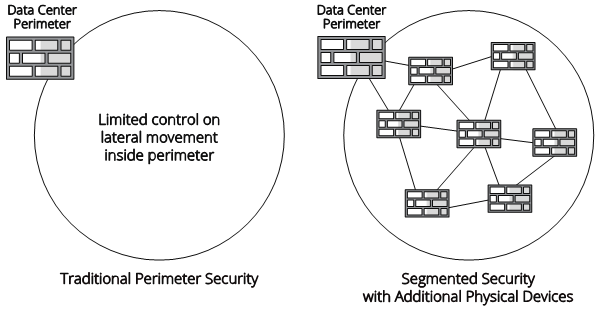 Data Center
Perimeter
Limited control on
lateral movement
inside perimeter
Traditional Perimeter Security
Data Center
Perimeter
Segmented Security
with Additional Physical Devices